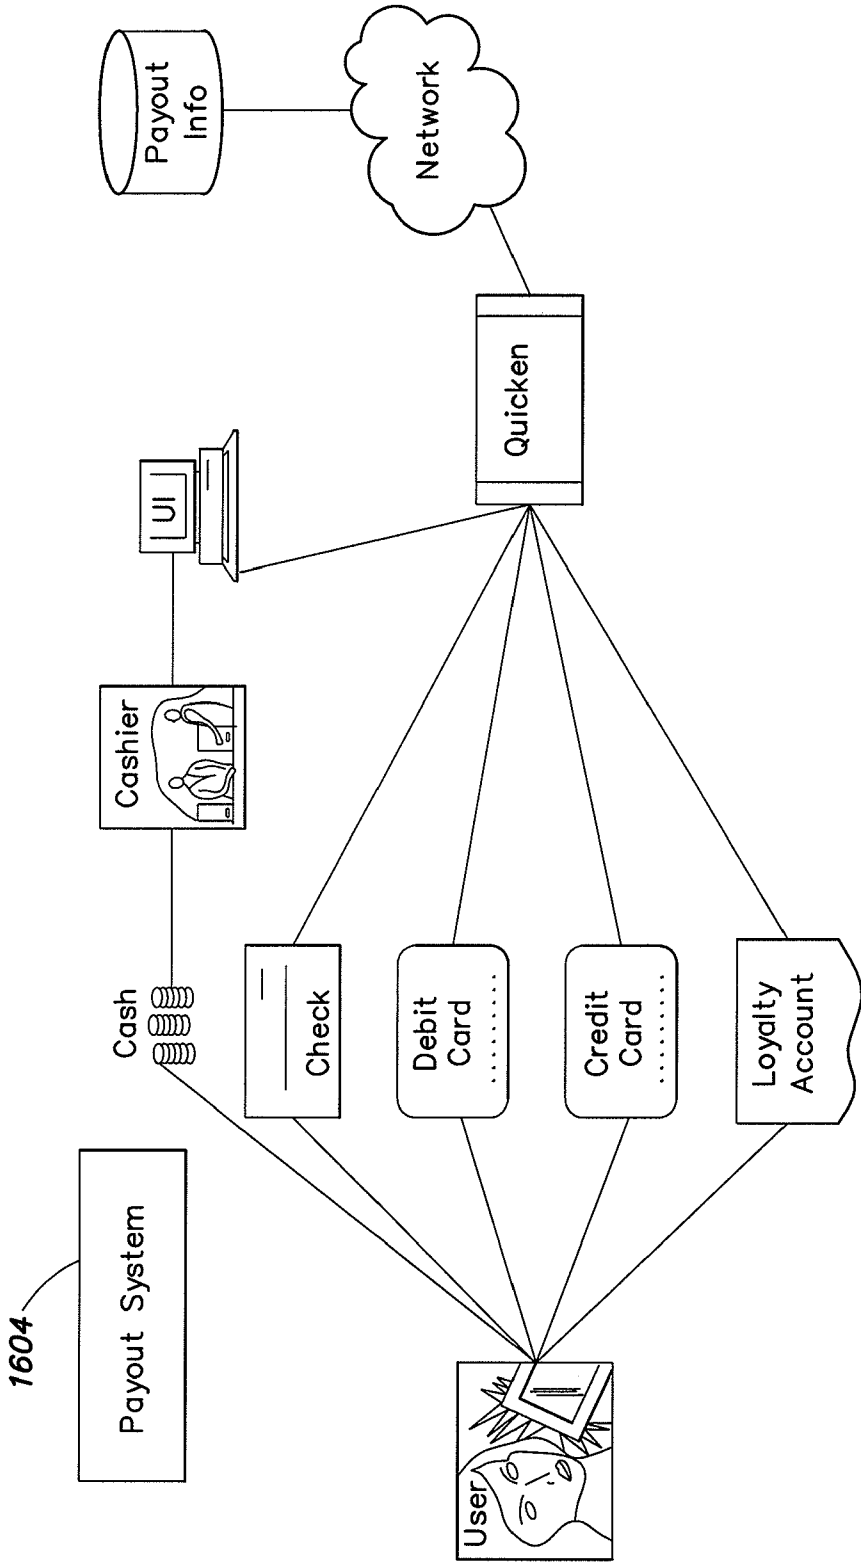 1604
Payout System
User
Cash
Check
Debit
Card
Credit
Card
Loyalty
Account
Cashier
UI
Quicken
Network
Payout
Info